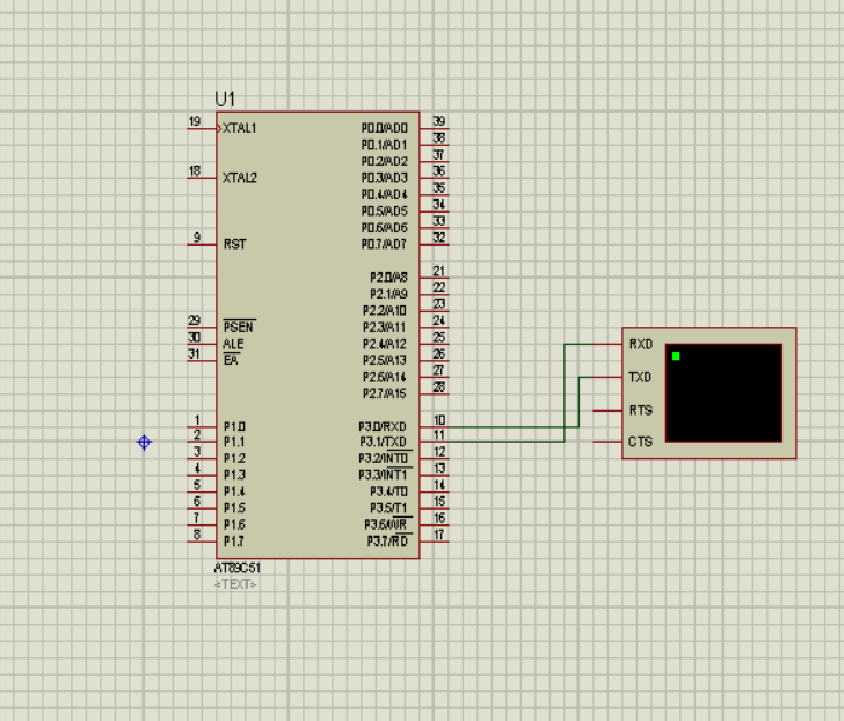 U1
19 XTAL1 P0.0/AD0 39
P0.1/AD1 38
P0.2/AD2 37
18 XTAL2 P0.3/AD3 36
P0.4/AD4 35
P0.5/AD5 34
P0.6/AD6 33
9 RST P0.7/AD7 32
P2.0/A8 21
P2.1/A9 22
P2.2/A10 23
29 PSEN P2.3/A11 24
30 ALE P2.4/A12 25
31 EA P2.5/A13 26
P2.6/A14 27
P2.7/A15 28
1 P1.0 P3.0/RXD 10
2 P1.1 P3.1/TXD 11
3 P1.2 P3.2/INT0 12
4 P1.3 P3.3/INT1 13
5 P1.4 P3.4/T0 14
6 P1.5 P3.5/T1 15
7 P1.6 P3.6/WR 16
8 P1.7 P3.7/RD 17
AT89C51
<TEXT>
RXD
TXD
RTS
CTS